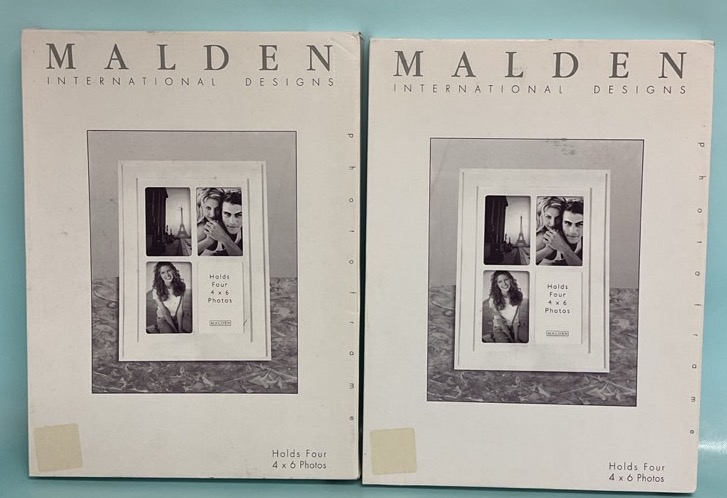 MALDEN
INTERNATIONAL DESIGNS
photoframe
Holds
Four
4 x 6
Photos
MALDEN
Holds Four
4 x 6 Photos
MALDEN
INTERNATIONAL DESIGNS
photoframe
Holds
Four
4 x 6
Photos
MALDEN
Holds Four
4 x 6 Photos